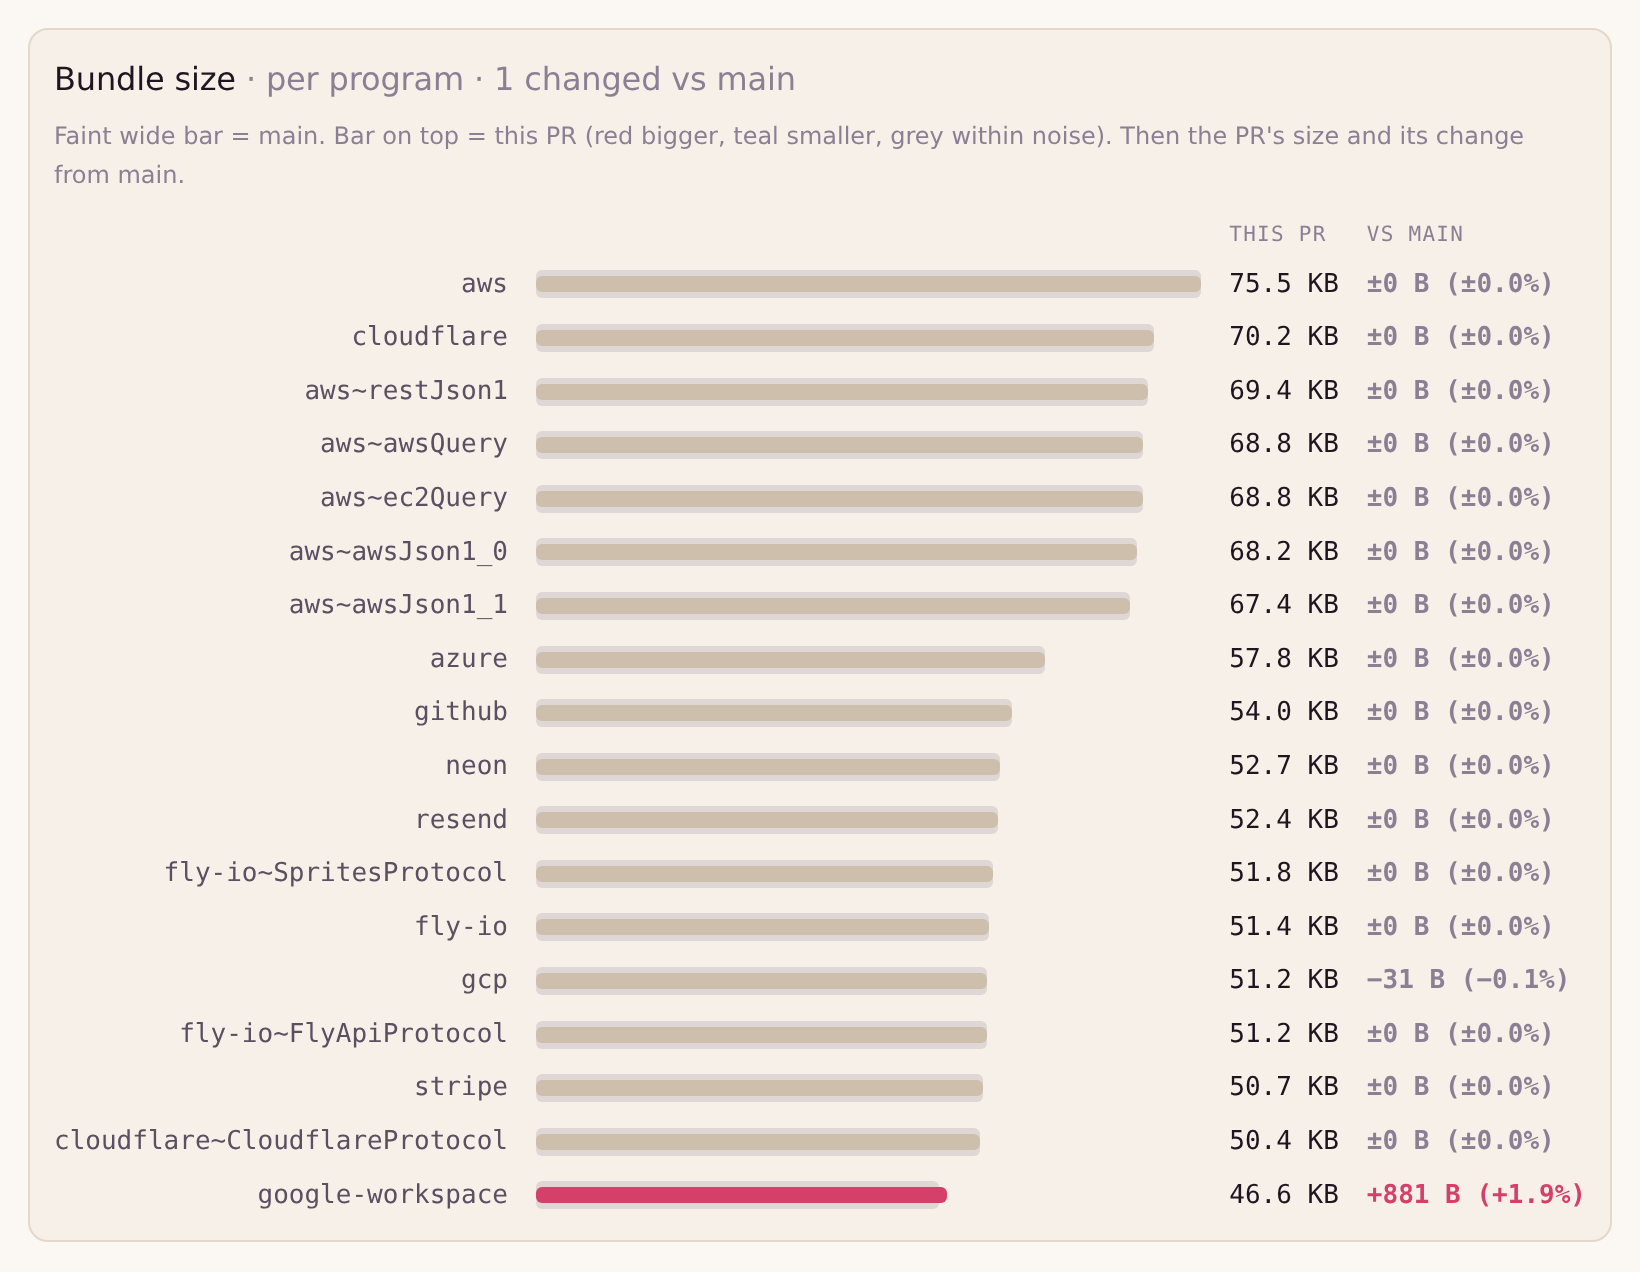 Bundle size · per program · 1 changed vs main
Faint wide bar = main. Bar on top = this PR (red bigger, teal smaller, grey within noise). Then the PR's size and its change
from main.
THIS PR VS MAIN
aws 75.5 KB ±0 B (±0.0%)
cloudflare 70.2 KB ±0 B (±0.0%)
aws~restJson1 69.4 KB ±0 B (±0.0%)
aws~awsQuery 68.8 KB ±0 B (±0.0%)
aws~ec2Query 68.8 KB ±0 B (±0.0%)
aws~awsJson1_0 68.2 KB ±0 B (±0.0%)
aws~awsJson1_1 67.4 KB ±0 B (±0.0%)
azure 57.8 KB ±0 B (±0.0%)
github 54.0 KB ±0 B (±0.0%)
neon 52.7 KB ±0 B (±0.0%)
resend 52.4 KB ±0 B (±0.0%)
fly-io~SpritesProtocol 51.8 KB ±0 B (±0.0%)
fly-io 51.4 KB ±0 B (±0.0%)
gcp 51.2 KB −31 B (−0.1%)
fly-io~FlyApiProtocol 51.2 KB ±0 B (±0.0%)
stripe 50.7 KB ±0 B (±0.0%)
cloudflare~CloudflareProtocol 50.4 KB ±0 B (±0.0%)
google-workspace 46.6 KB +881 B (+1.9%)